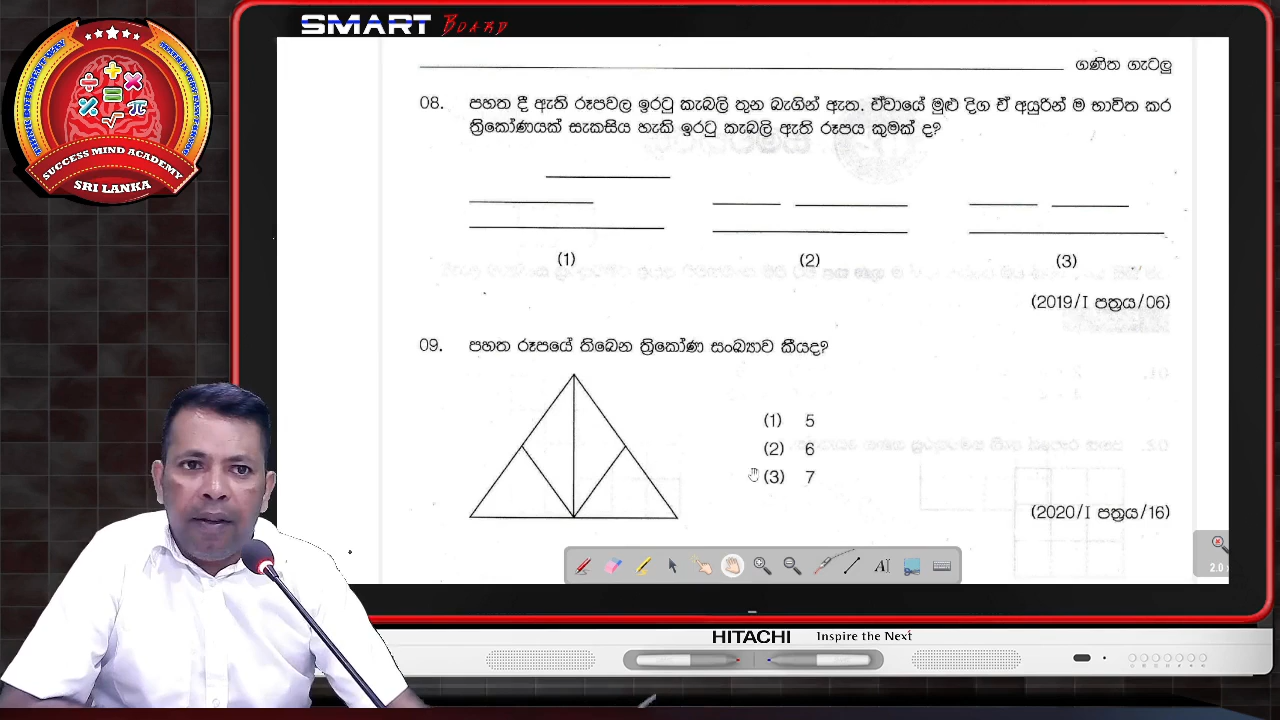 SMART Board
ගණිත ගැටලු
08. පහත දී ඇති රූපවල ඉරටු කැබලි තුන බැගින් ඇත. ඒවායේ මුළු දිග ඒ අයුරින් ම භාවිත කර
ත්‍රිකෝණයක් සැකසිය හැකි ඉරටු කැබලි ඇති රූපය කුමක් ද?
(1) (2) (3)
(2019/I පත්‍රය/06)
09. පහත රූපයේ තිබෙන ත්‍රිකෝණ සංඛ්‍යාව කීයද?
(1) 5
(2) 6
(3) 7
(2020/I පත්‍රය/16)
2.0
HITACHI Inspire the Next
SUCCESS MIND ACADEMY
SRI LANKA